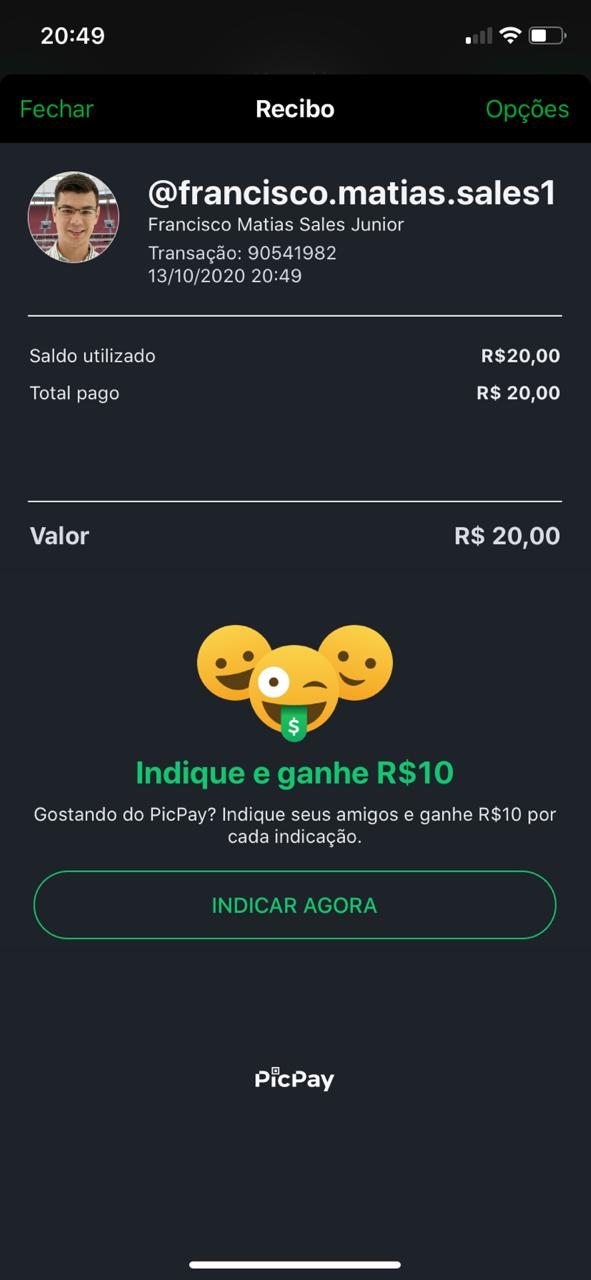 20:49
Fechar Recibo Opções
@francisco.matias.sales1
Francisco Matias Sales Junior
Transação: 90541982
13/10/2020 20:49
Saldo utilizado R$20,00
Total pago R$ 20,00
Valor R$ 20,00
$
Indique e ganhe R$10
Gostando do PicPay? Indique seus amigos e ganhe R$10 por
cada indicação.
INDICAR AGORA
PicPay